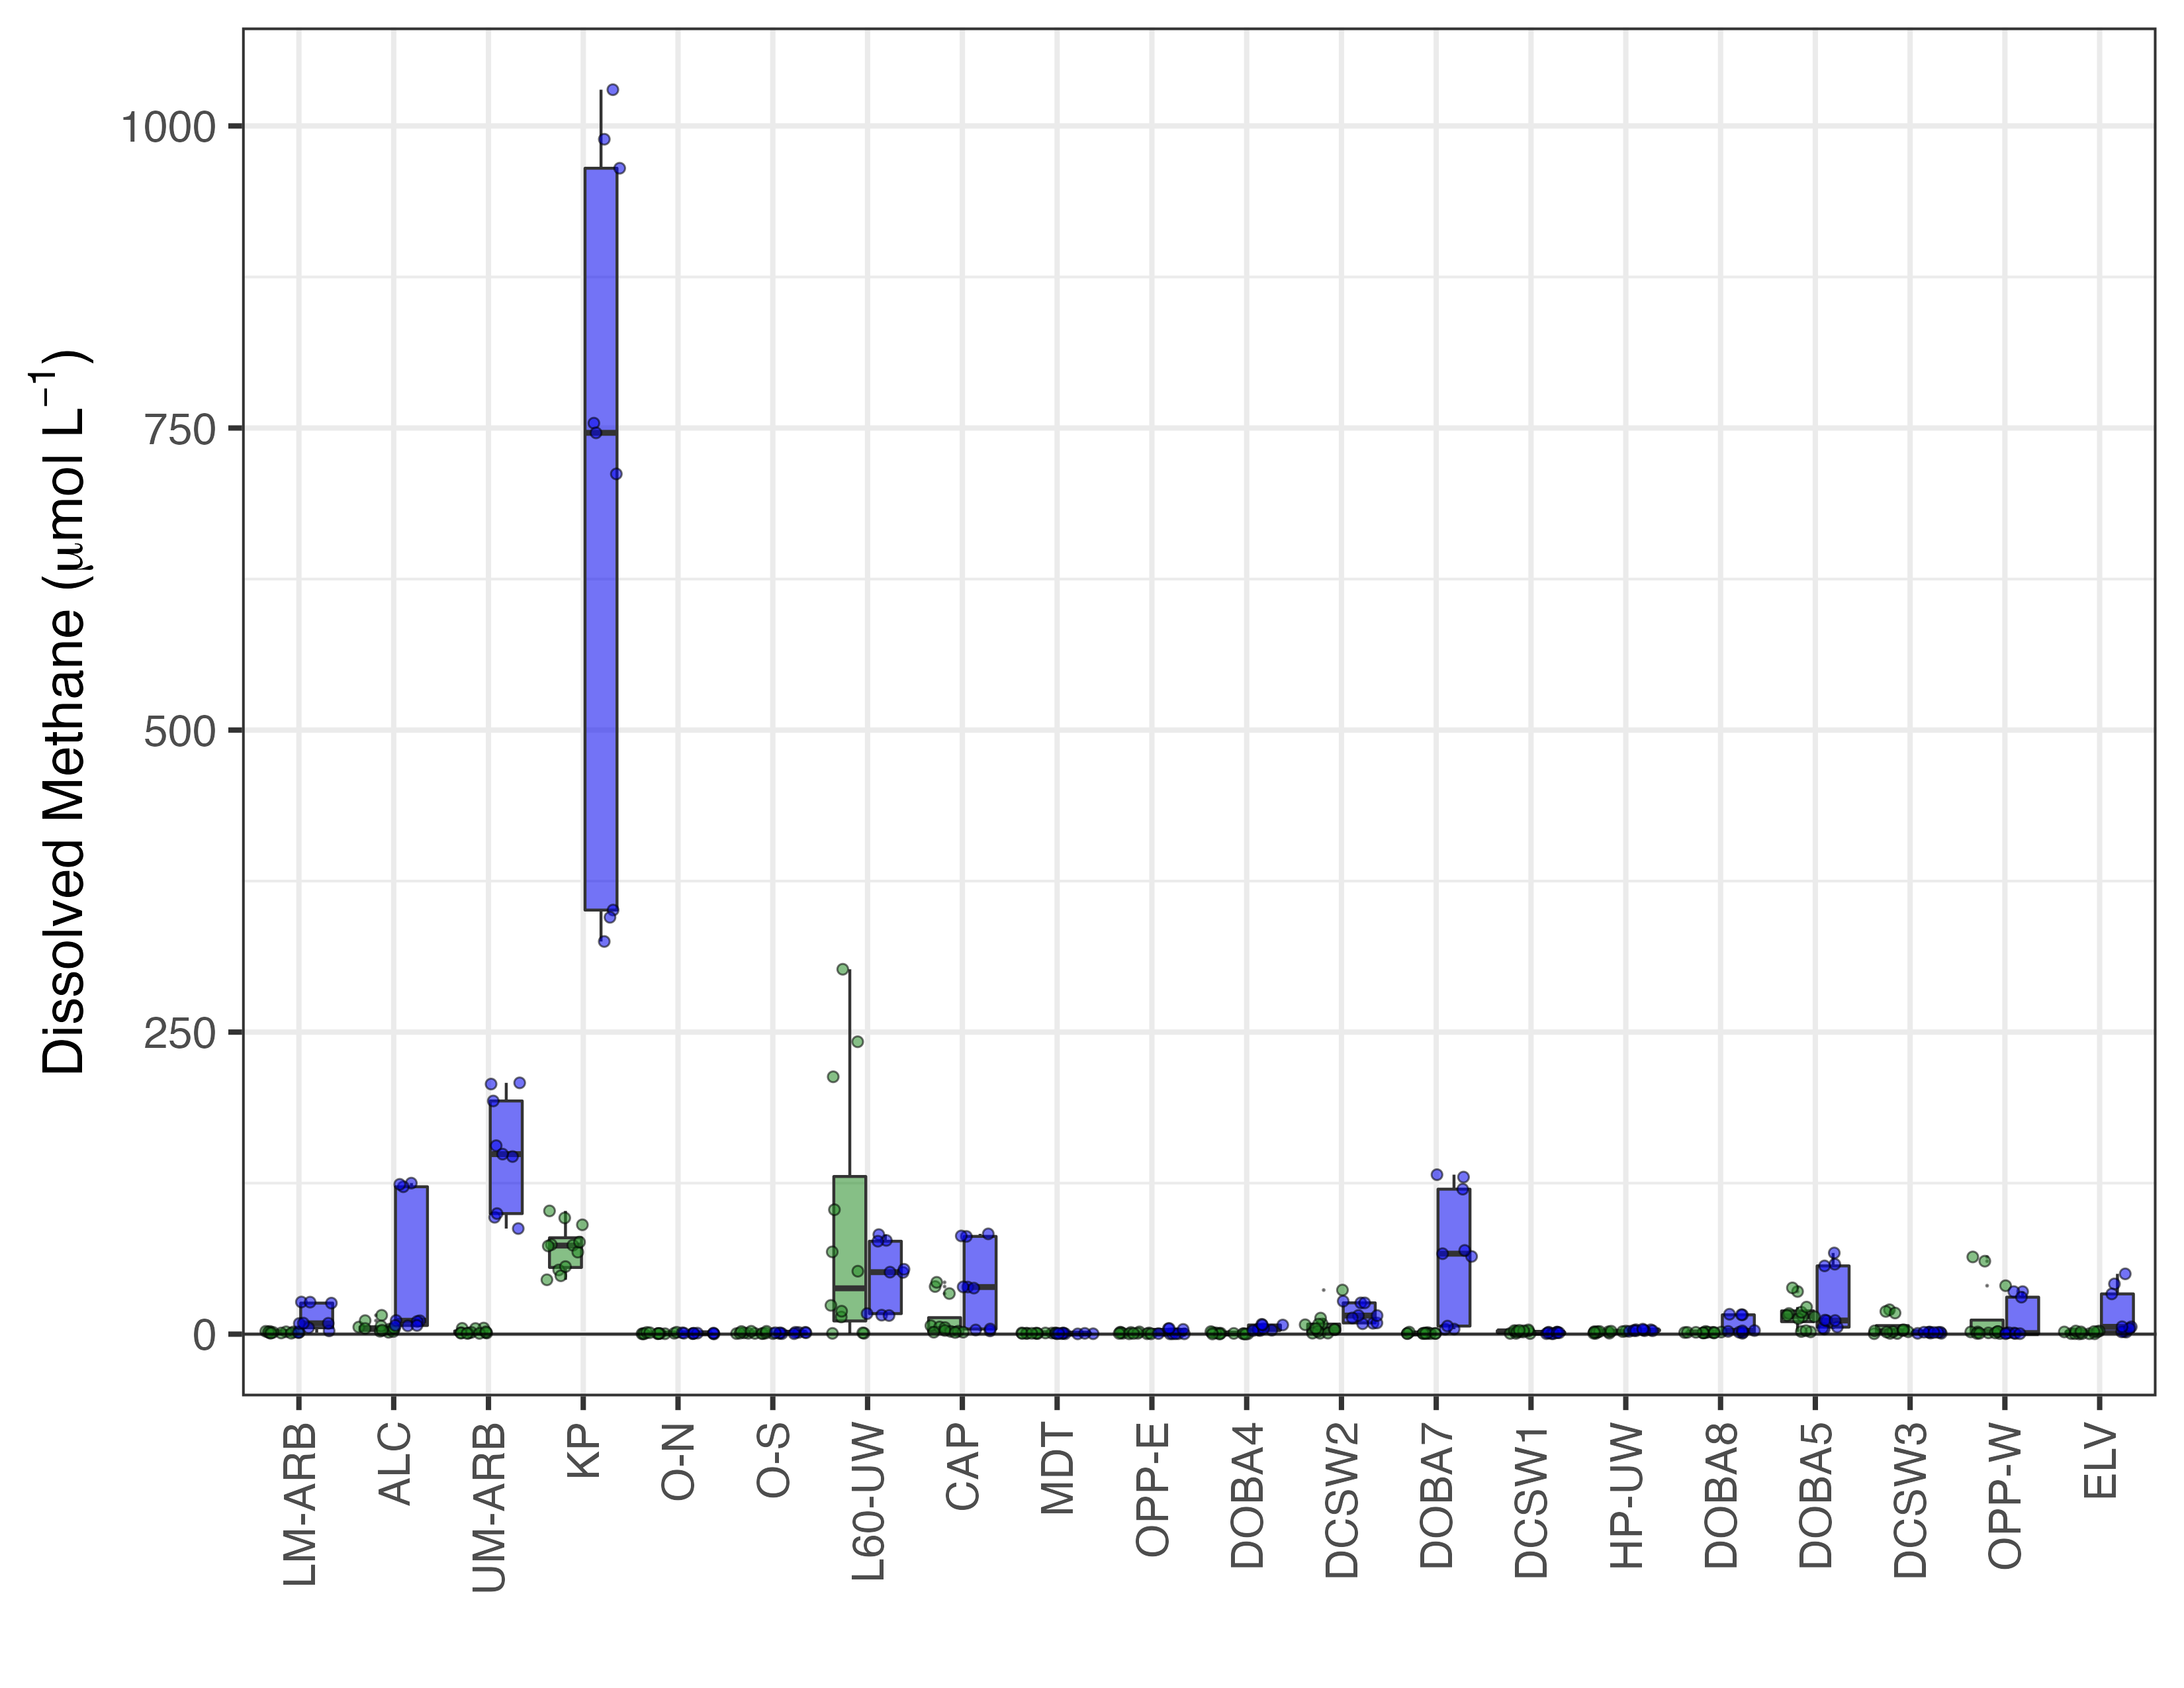 Dissolved Methane (μmol L⁻¹)
1000
750
500
250
0
LM-ARB
ALC
UM-ARB
KP
O-N
O-S
L60-UW
CAP
MDT
OPP-E
DOBA4
DCSW2
DOBA7
DCSW1
HP-UW
DOBA8
DOBA5
DCSW3
OPP-W
ELV